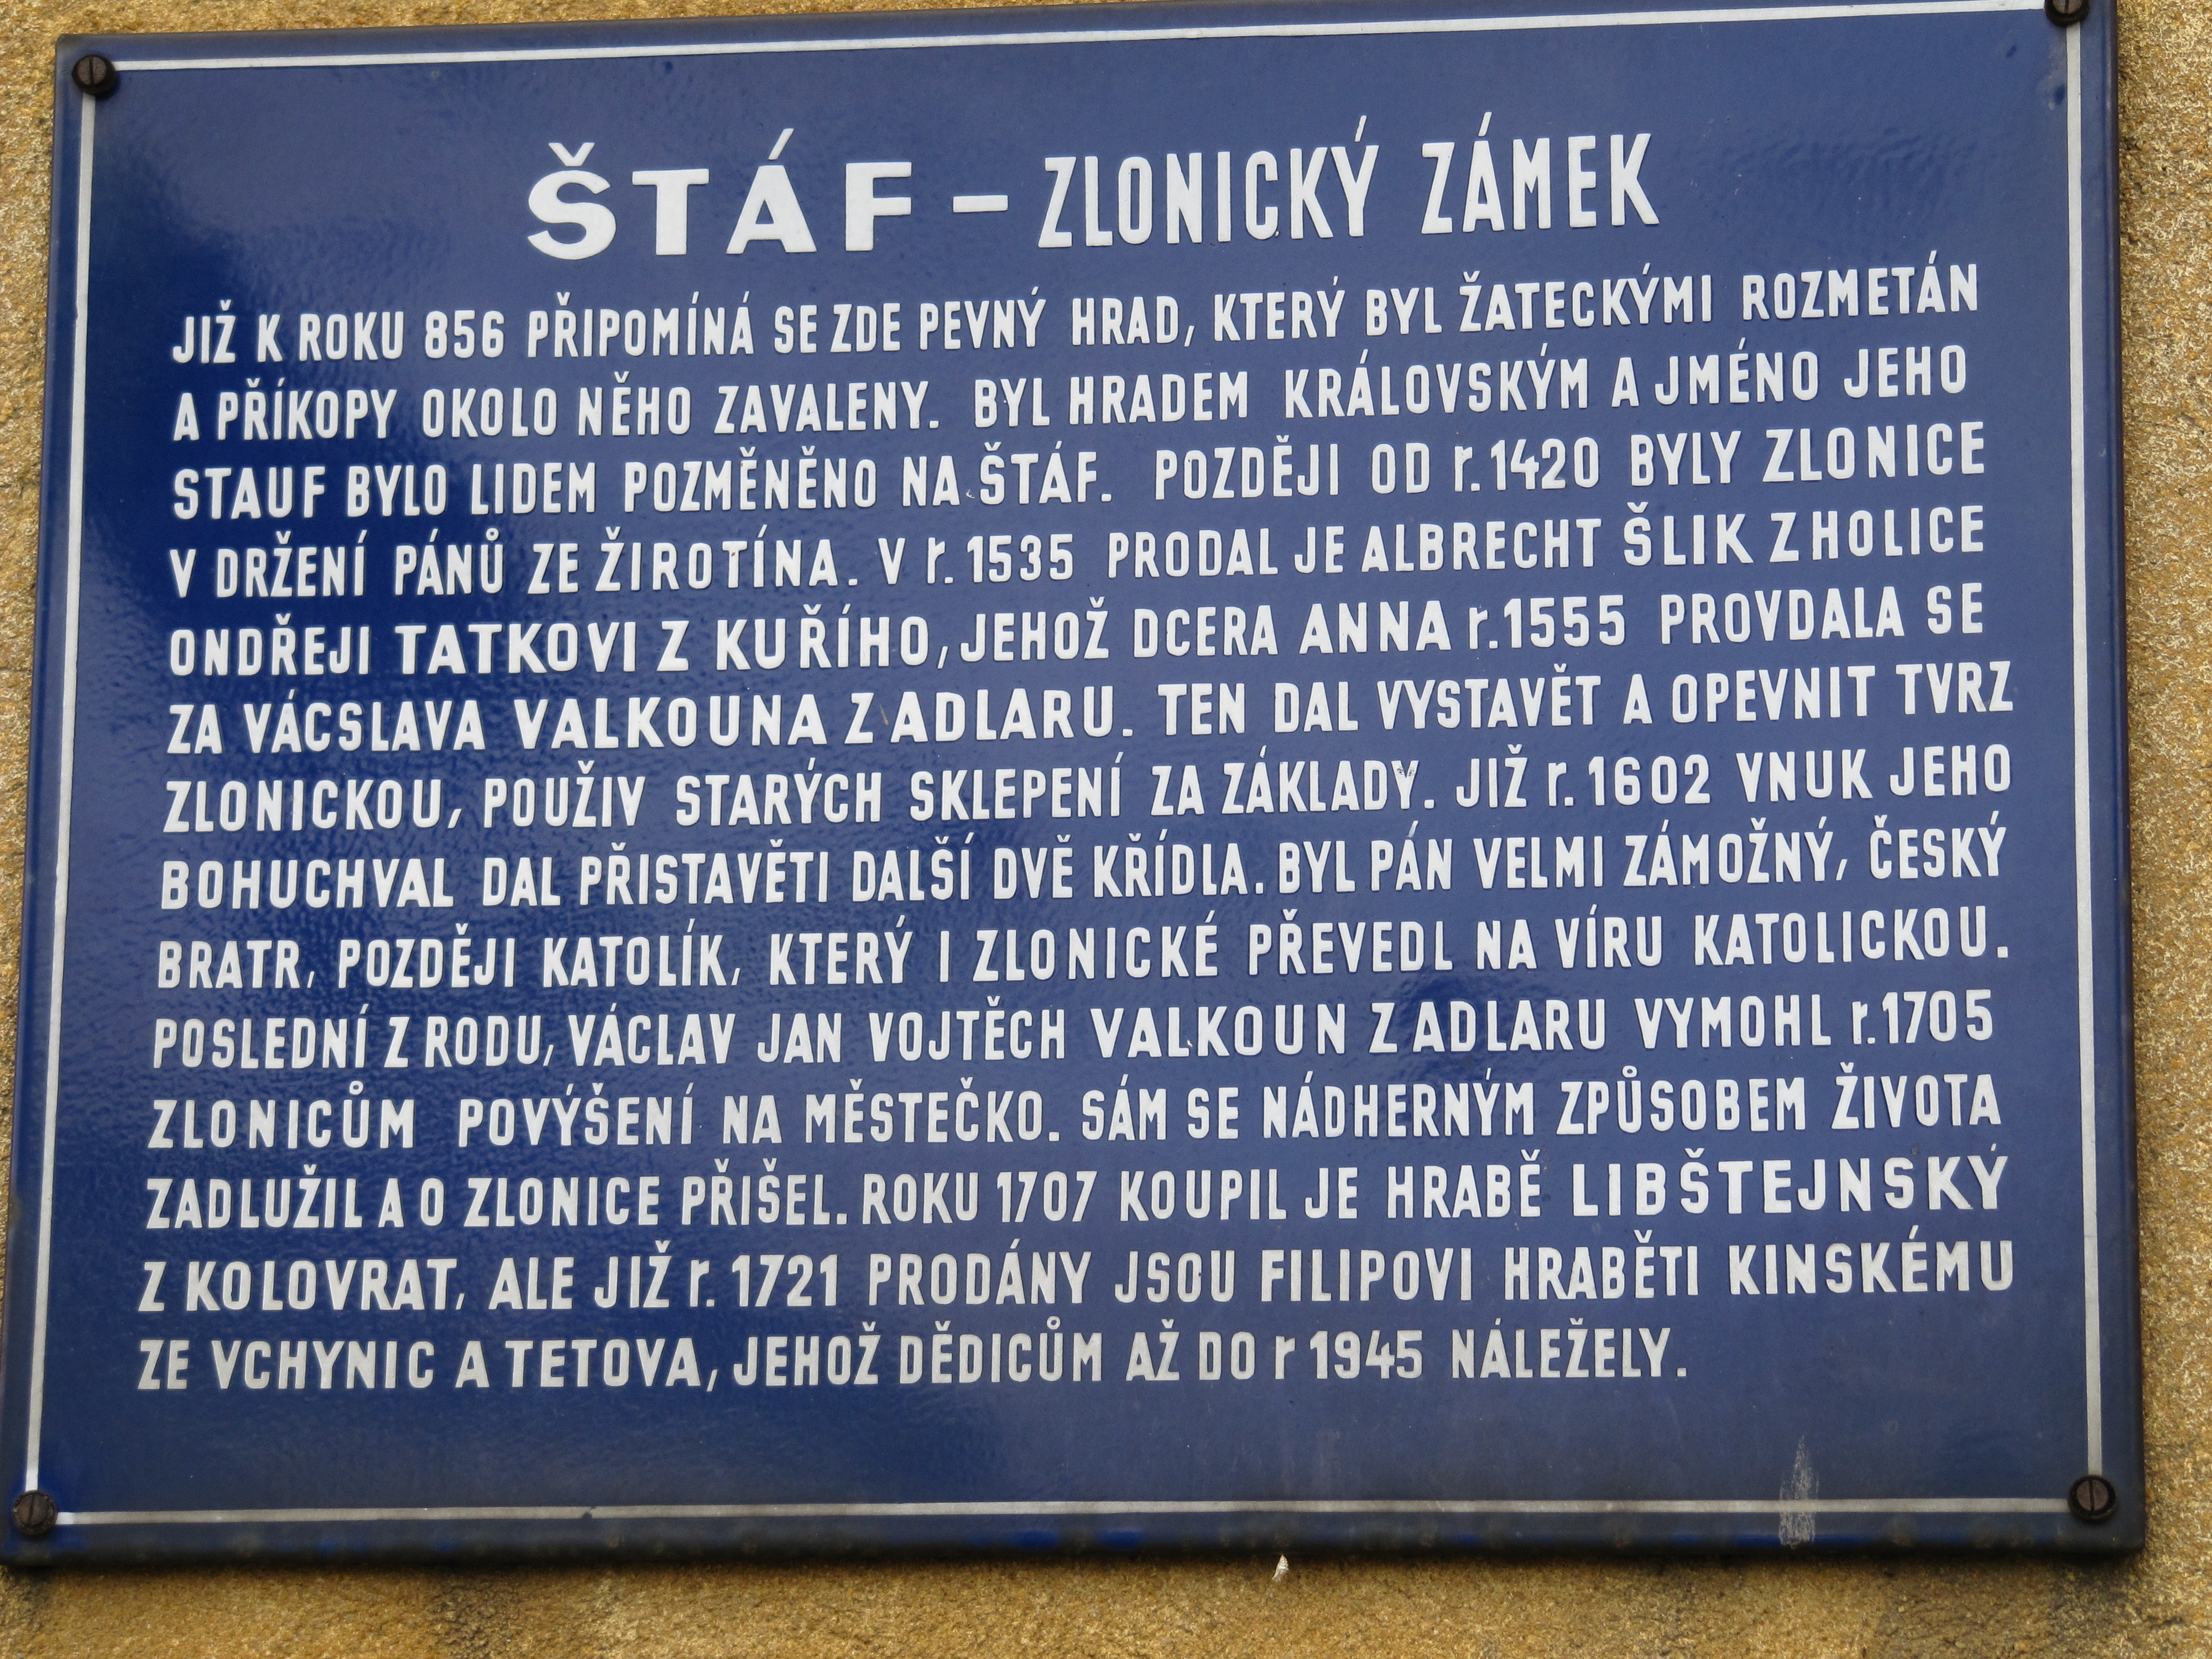 ŠTÁF – ZLONICKÝ ZÁMEK
JIŽ K ROKU 856 PŘIPOMÍNÁ SE ZDE PEVNÝ HRAD, KTERÝ BYL ŽATECKÝMI ROZMETÁN
A PŘÍKOPY OKOLO NĚHO ZAVALENY. BYL HRADEM KRÁLOVSKÝM A JMÉNO JEHO
STAUF BYLO LIDEM POZMĚNĚNO NA ŠTÁF. POZDĚJI OD r.1420 BYLY ZLONICE
V DRŽENÍ PÁNŮ ZE ŽIROTÍNA. V r.1535 PRODAL JE ALBRECHT ŠLIK Z HOLICE
ONDŘEJI TATKOVI Z KUŘÍHO, JEHOŽ DCERA ANNA r.1555 PROVDALA SE
ZA VÁCSLAVA VALKOUNA Z ADLARU. TEN DAL VYSTAVĚT A OPEVNIT TVRZ
ZLONICKOU, POUŽIV STARÝCH SKLEPENÍ ZA ZÁKLADY. JIŽ r.1602 VNUK JEHO
BOHUCHVAL DAL PŘISTAVĚTI DALŠÍ DVĚ KŘÍDLA. BYL PÁN VELMI ZÁMOŽNÝ, ČESKÝ
BRATR, POZDĚJI KATOLÍK, KTERÝ I ZLONICKÉ PŘEVEDL NA VÍRU KATOLICKOU.
POSLEDNÍ Z RODU, VÁCLAV JAN VOJTĚCH VALKOUN Z ADLARU VYMOHL r.1705
ZLONICŮM POVÝŠENÍ NA MĚSTEČKO. SÁM SE NÁDHERNÝM ZPŮSOBEM ŽIVOTA
ZADLUŽIL A O ZLONICE PŘIŠEL. ROKU 1707 KOUPIL JE HRABĚ LIBŠTEJNSKÝ
Z KOLOVRAT, ALE JIŽ r.1721 PRODÁNY JSOU FILIPOVI HRABĚTI KINSKÉMU
ZE VCHYNIC A TETOVA, JEHOŽ DĚDICŮM AŽ DO r 1945 NÁLEŽELY.